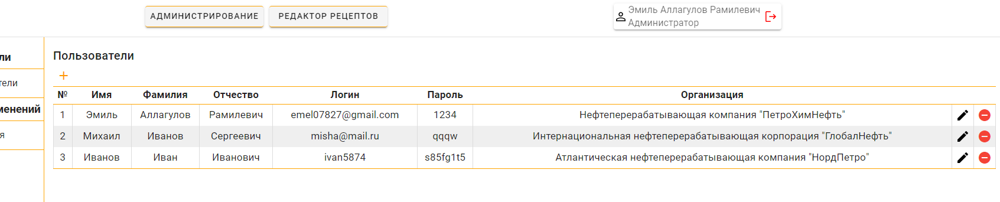 АДМИНИСТРИРОВАНИЕ РЕДАКТОР РЕЦЕПТОВ
Эмиль Аллагулов Рамилевич
Администратор
ли
тели
менений
я
Пользователи
№ Имя Фамилия Отчество Логин Пароль Организация
1 Эмиль Аллагулов Рамилевич emel07827@gmail.com 1234 Нефтеперерабатывающая компания "ПетроХимНефть"
2 Михаил Иванов Сергеевич misha@mail.ru qqqw Интернациональная нефтеперерабатывающая корпорация "ГлобалНефть"
3 Иванов Иван Иванович ivan5874 s85fg1t5 Атлантическая нефтеперерабатывающая компания "НордПетро"